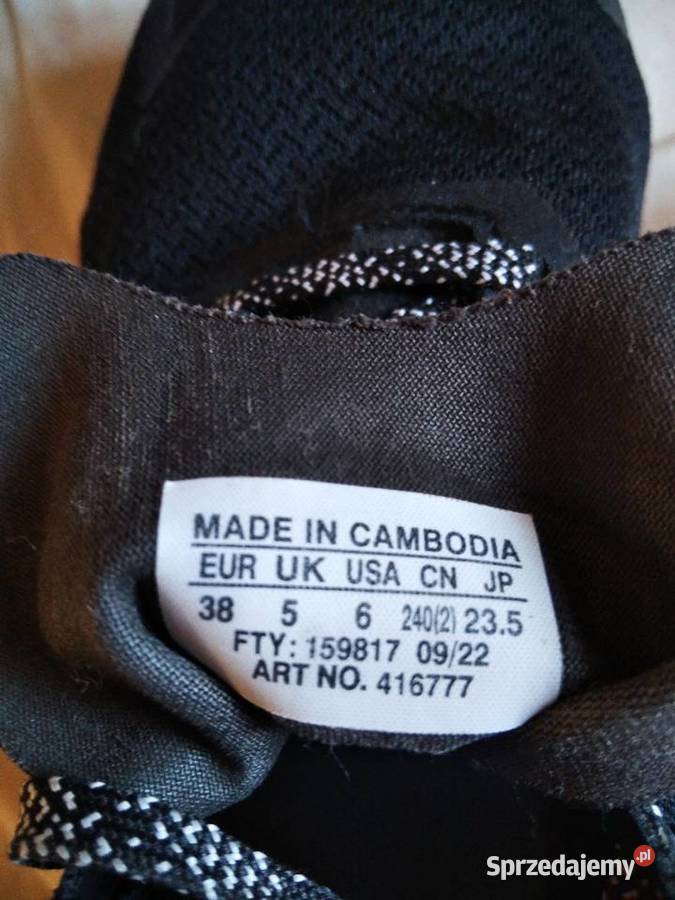 MADE IN CAMBODIA
EUR UK USA CN JP
38 5 6 240(2) 23.5
FTY: 159817 09/22
ART NO. 416777
Sprzedajemy.pl